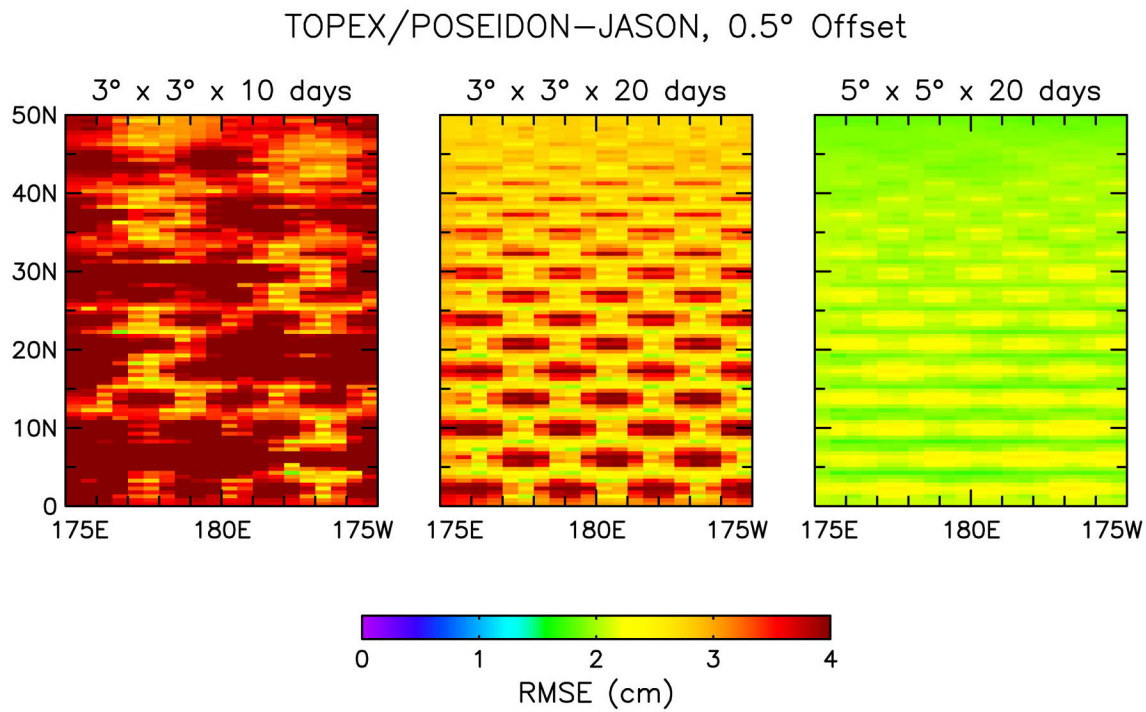 TOPEX/POSEIDON–JASON, 0.5° Offset
3° x 3° x 10 days
3° x 3° x 20 days
5° x 5° x 20 days
50N
40N
30N
20N
10N
0
175E 180E 175W
175E 180E 175W
175E 180E 175W
0 1 2 3 4
RMSE (cm)